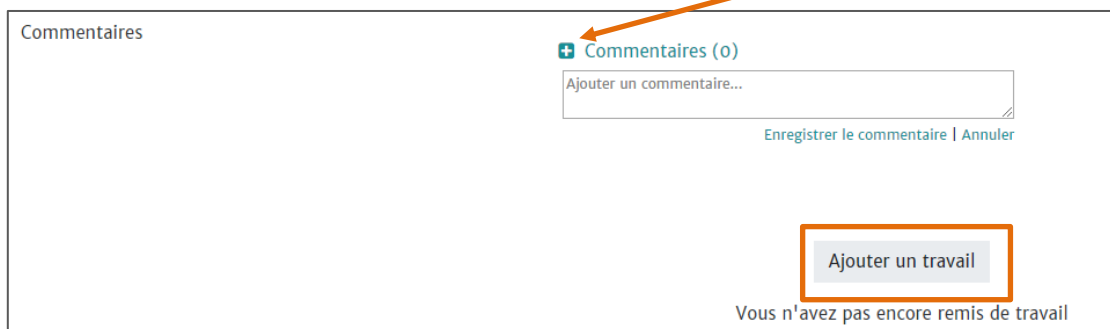 Commentaires
Commentaires (0)
Ajouter un commentaire...
Enregistrer le commentaire | Annuler
Ajouter un travail
Vous n'avez pas encore remis de travail